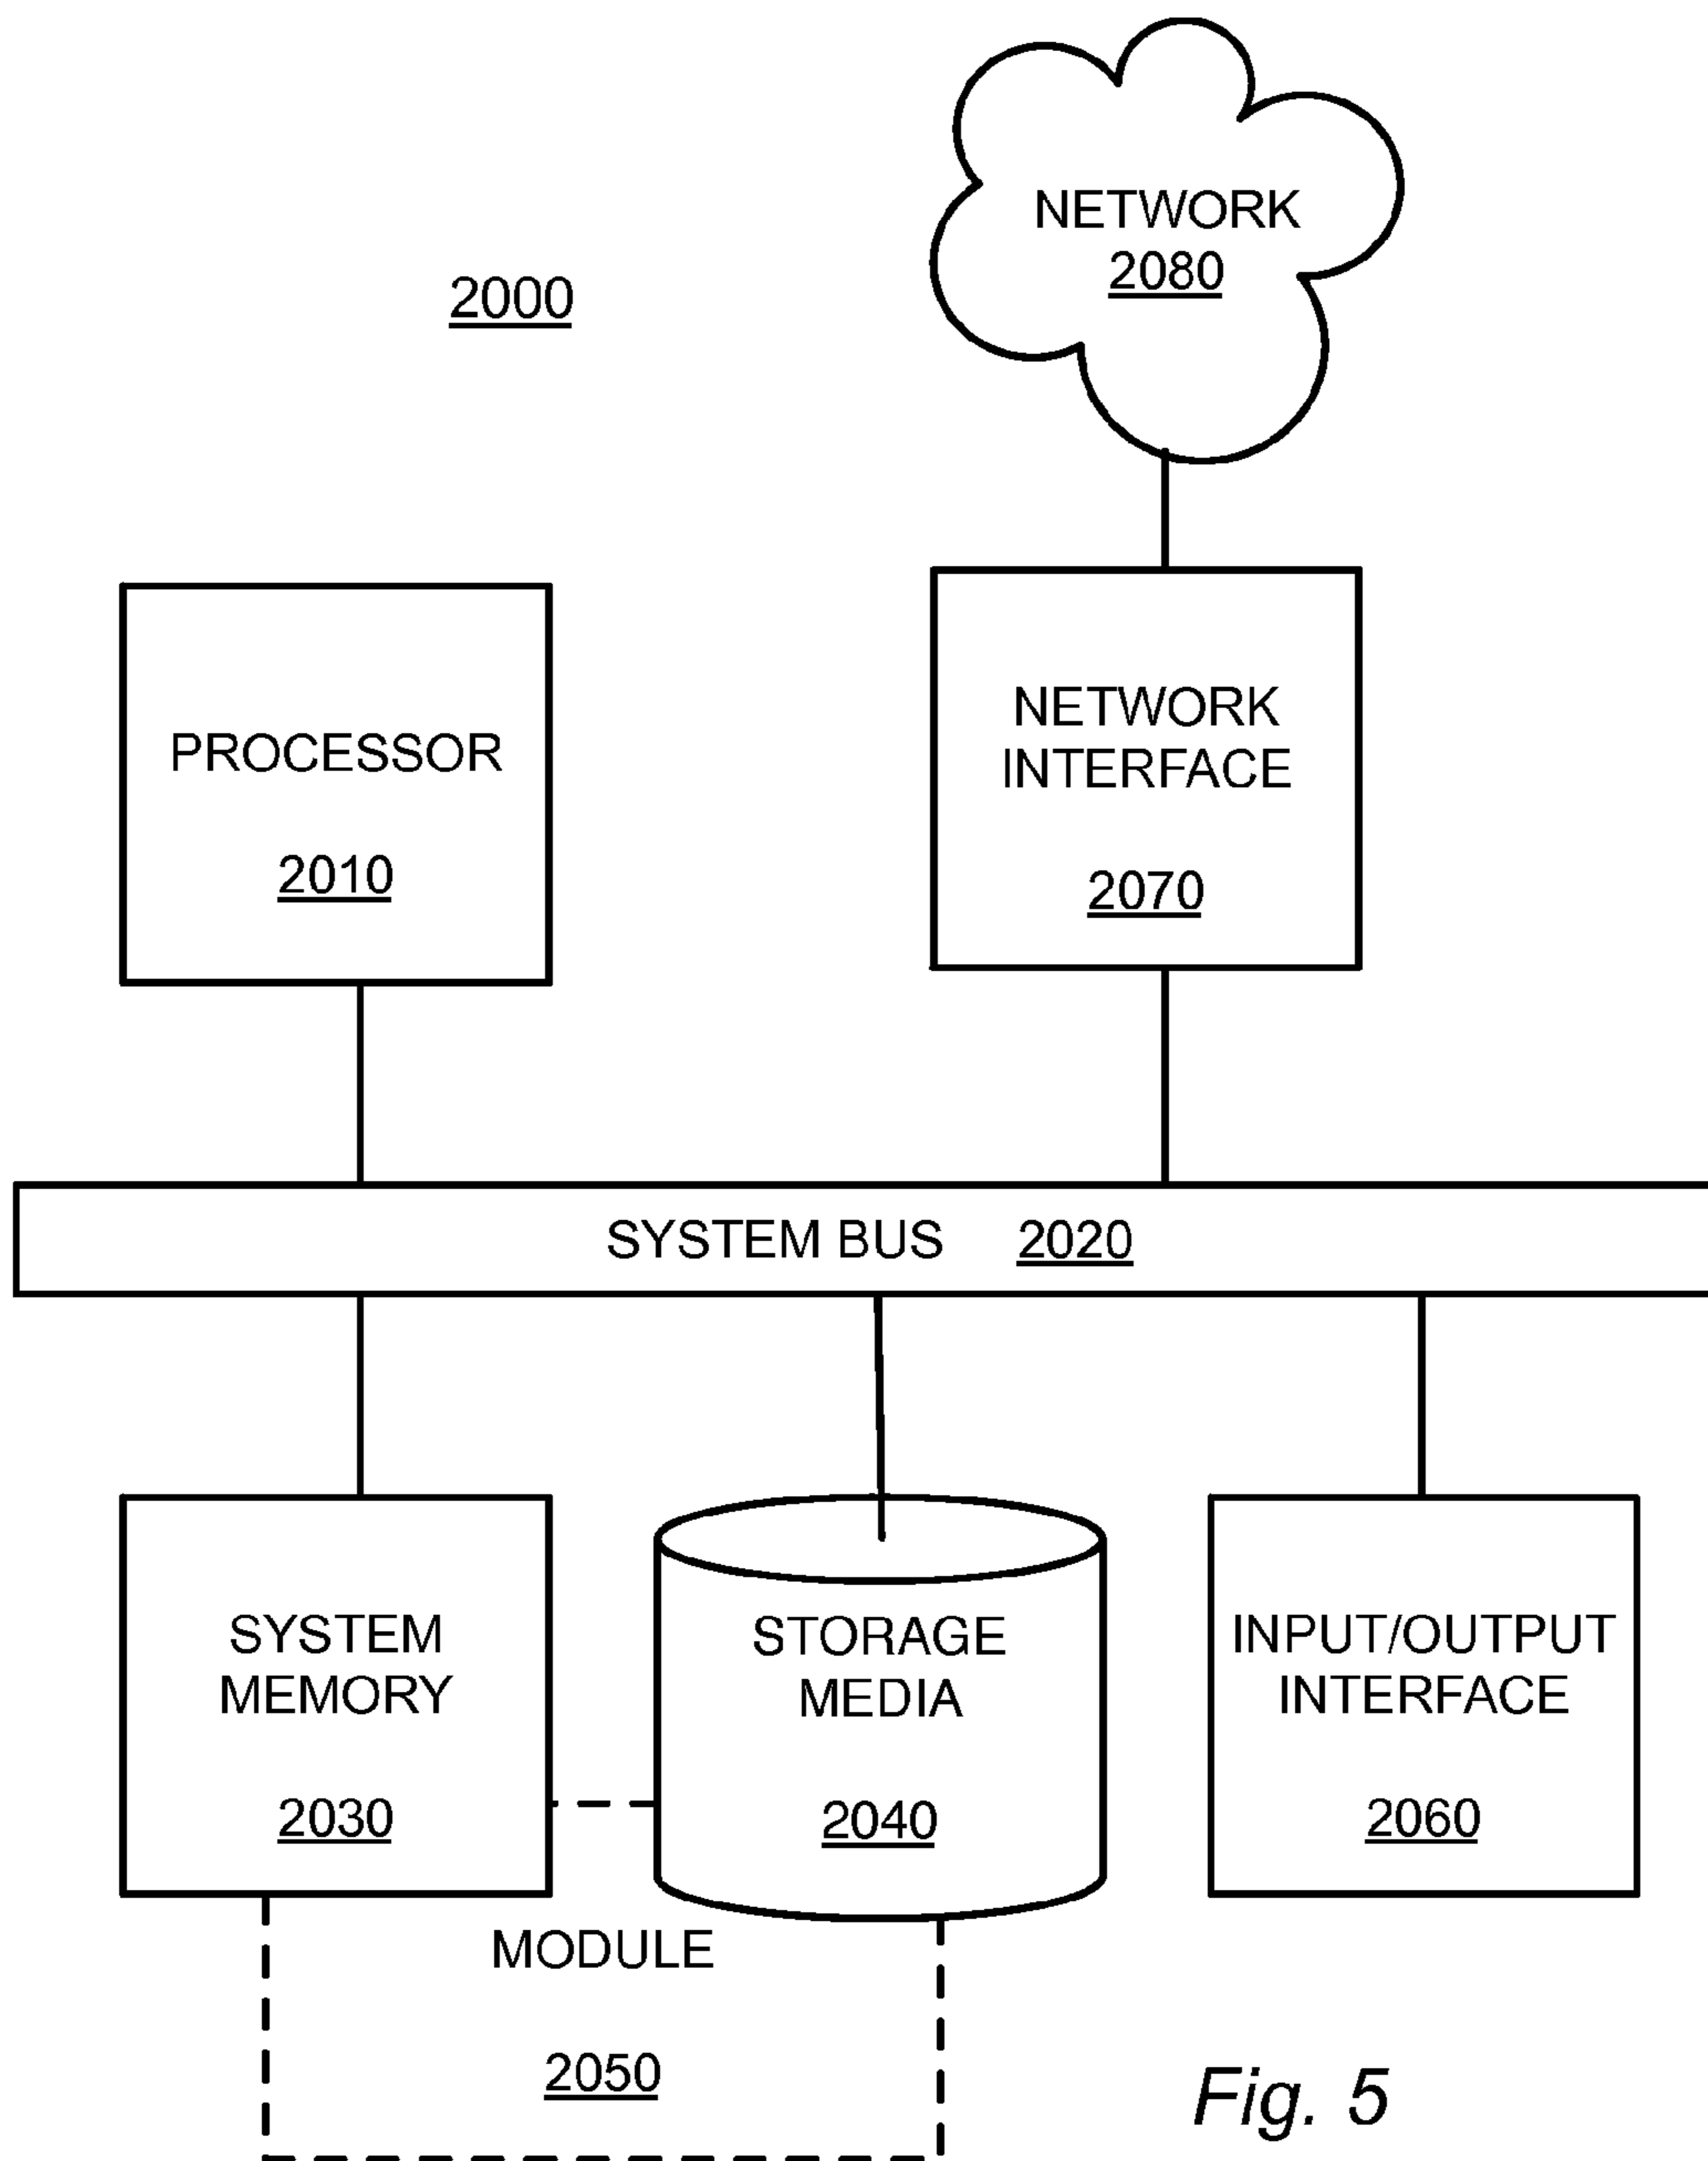 NETWORK
2080
2000
PROCESSOR
2010
NETWORK
INTERFACE
2070
SYSTEM BUS 2020
SYSTEM
MEMORY
2030
STORAGE
MEDIA
2040
INPUT/OUTPUT
INTERFACE
2060
MODULE
2050
Fig. 5